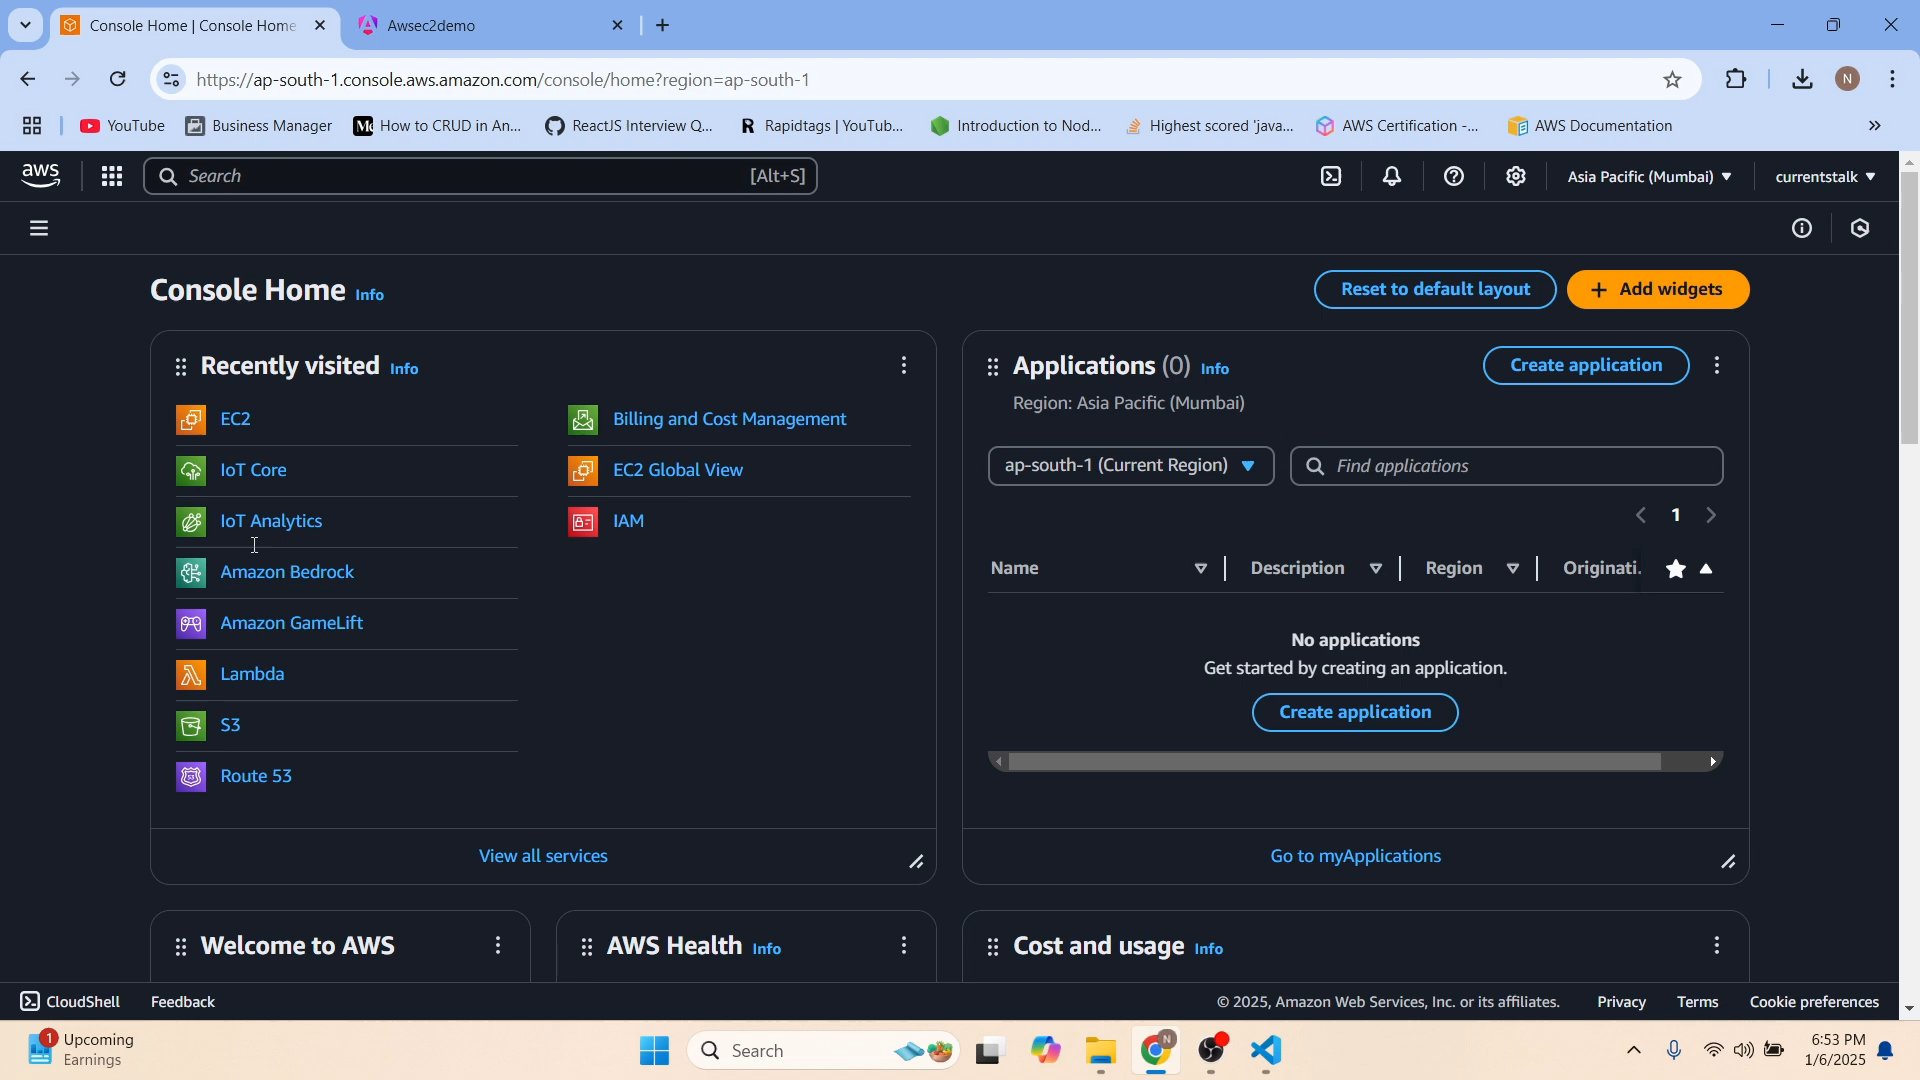 Console Home | Console Home
Awsec2demo
https://ap-south-1.console.aws.amazon.com/console/home?region=ap-south-1
N
YouTube
Business Manager
How to CRUD in An...
ReactJS Interview Q...
Rapidtags | YouTub...
Introduction to Nod...
Highest scored 'java...
AWS Certification -...
AWS Documentation
aws
Search
[Alt+S]
Asia Pacific (Mumbai)
currentstalk
Console Home Info
Reset to default layout
Add widgets
Recently visited Info
EC2
IoT Core
IoT Analytics
Amazon Bedrock
Amazon GameLift
Lambda
S3
Route 53
Billing and Cost Management
EC2 Global View
IAM
View all services
Applications (0) Info
Create application
Region: Asia Pacific (Mumbai)
ap-south-1 (Current Region)
Find applications
1
Name
Description
Region
Originati.
No applications
Get started by creating an application.
Create application
Go to myApplications
Welcome to AWS
AWS Health Info
Cost and usage Info
CloudShell
Feedback
© 2025, Amazon Web Services, Inc. or its affiliates.
Privacy
Terms
Cookie preferences
1
Upcoming
Earnings
Search
N
6:53 PM
1/6/2025